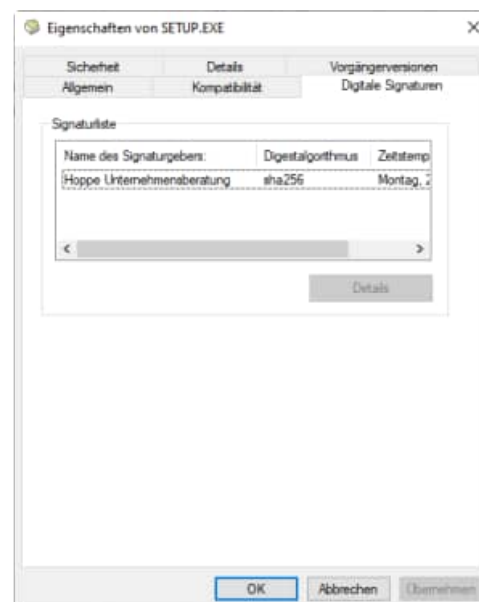 Eigenschaften von SETUP.EXE
Sicherheit Details Vorgängerversionen
Allgemein Kompatibilität Digitale Signaturen
Signaturliste
Name des Signaturgebers: Digestalgorithmus Zeitstemp
Hoppe Unternehmensberatung sha256 Montag, 2
Details
OK Abbrechen Übernehmen